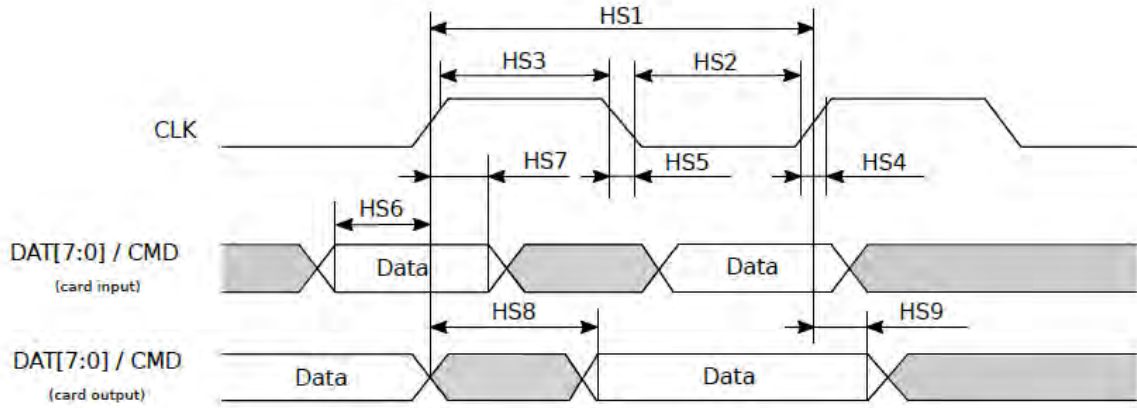 HS1
HS3 HS2
CLK
HS7 HS5 HS4
HS6
DAT[7:0] / CMD
(card input)
Data Data
HS8 HS9
DAT[7:0] / CMD
(card output)
Data Data